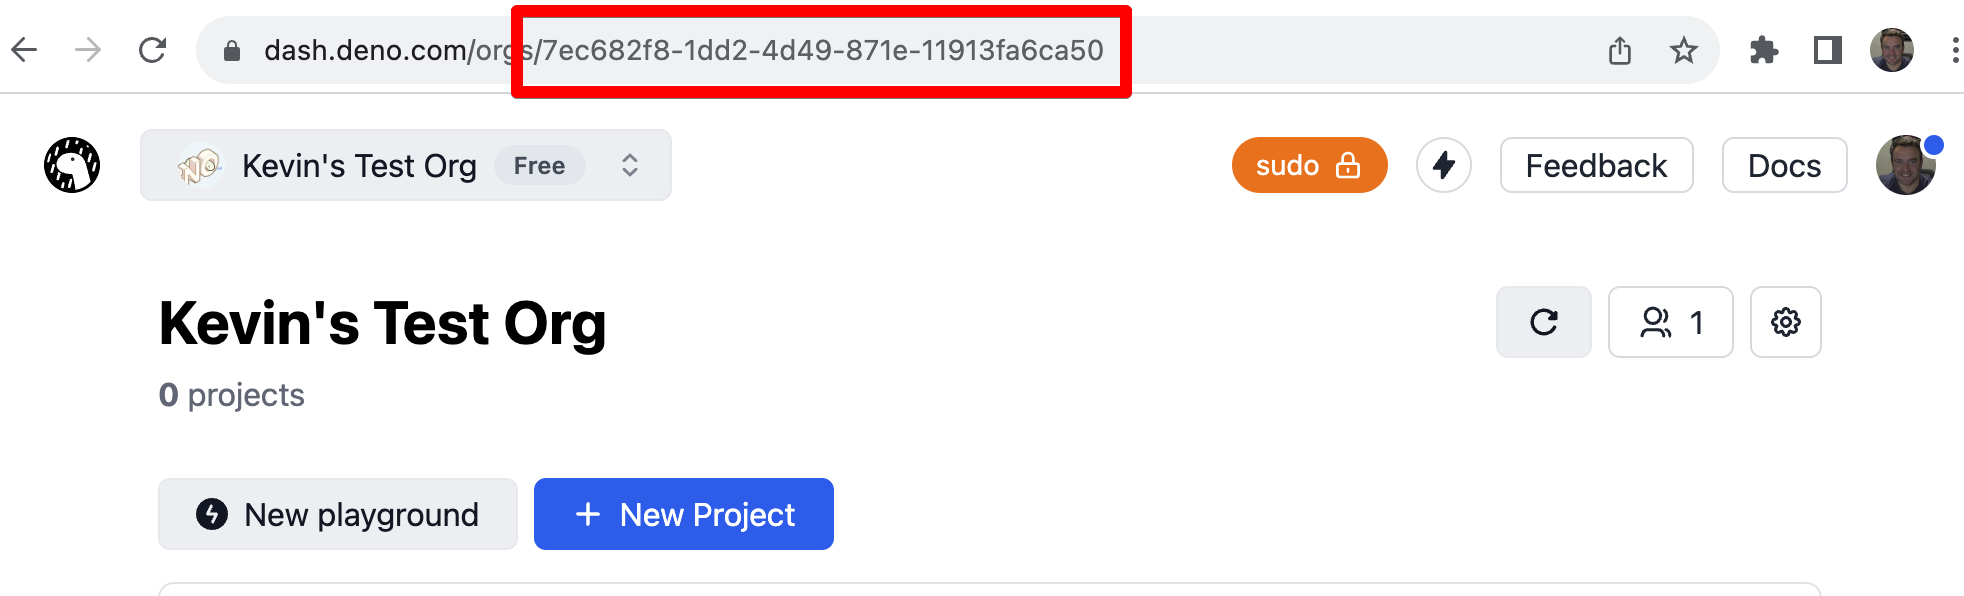 dash.deno.com/orgs/7ec682f8-1dd2-4d49-871e-11913fa6ca50
Kevin's Test Org Free sudo Feedback Docs
Kevin's Test Org
1
0 projects
New playground + New Project